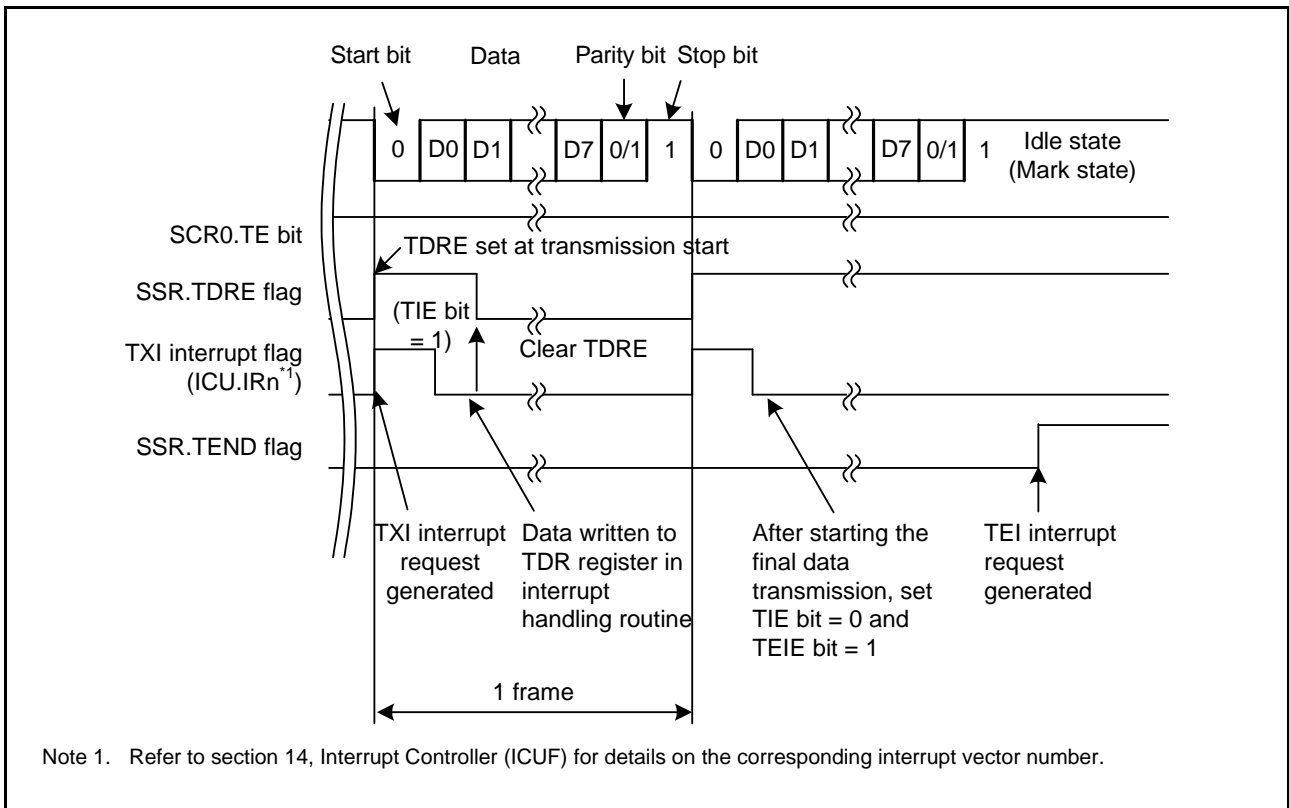 Start bit Data Parity bit Stop bit
0 D0 D1 D7 0/1 1 0 D0 D1 D7 0/1 1 Idle state
(Mark state)
SCR0.TE bit
TDRE set at transmission start
SSR.TDRE flag
(TIE bit
= 1)
Clear TDRE
TXI interrupt flag
(ICU.IRn*1)
SSR.TEND flag
TXI interrupt
request
generated
Data written to
TDR register in
interrupt
handling routine
After starting the
final data
transmission, set
TIE bit = 0 and
TEIE bit = 1
TEI interrupt
request
generated
1 frame
Note 1. Refer to section 14, Interrupt Controller (ICUF) for details on the corresponding interrupt vector number.